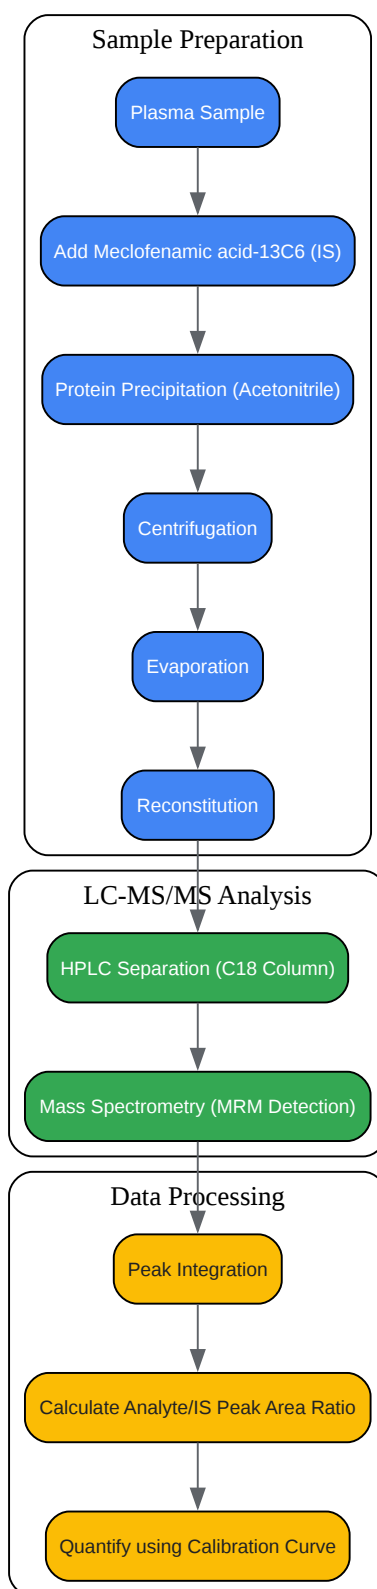 Sample Preparation
Plasma Sample
Add Meclofenamic acid-13C6 (IS)
Protein Precipitation (Acetonitrile)
Centrifugation
Evaporation
Reconstitution
LC-MS/MS Analysis
HPLC Separation (C18 Column)
Mass Spectrometry (MRM Detection)
Data Processing
Peak Integration
Calculate Analyte/IS Peak Area Ratio
Quantify using Calibration Curve